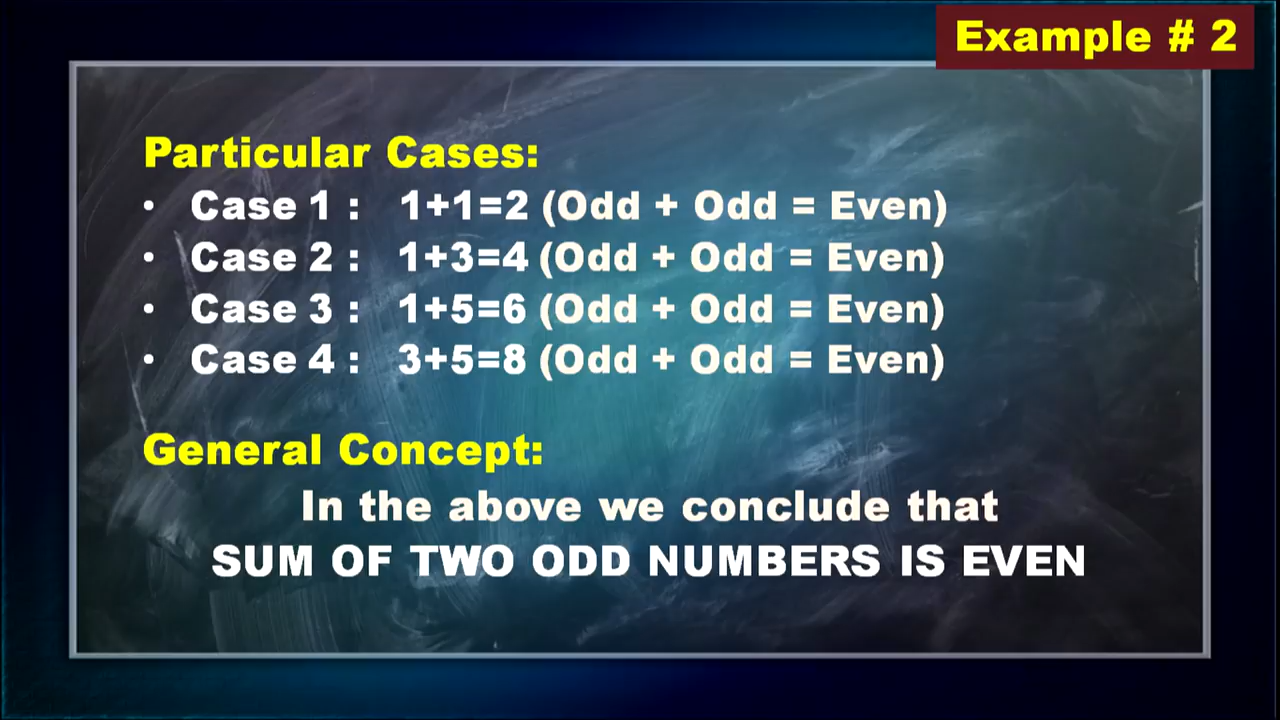 Example # 2
Particular Cases:
• Case 1 : 1+1=2 (Odd + Odd = Even)
• Case 2 : 1+3=4 (Odd + Odd = Even)
• Case 3 : 1+5=6 (Odd + Odd = Even)
• Case 4 : 3+5=8 (Odd + Odd = Even)
General Concept:
In the above we conclude that
SUM OF TWO ODD NUMBERS IS EVEN